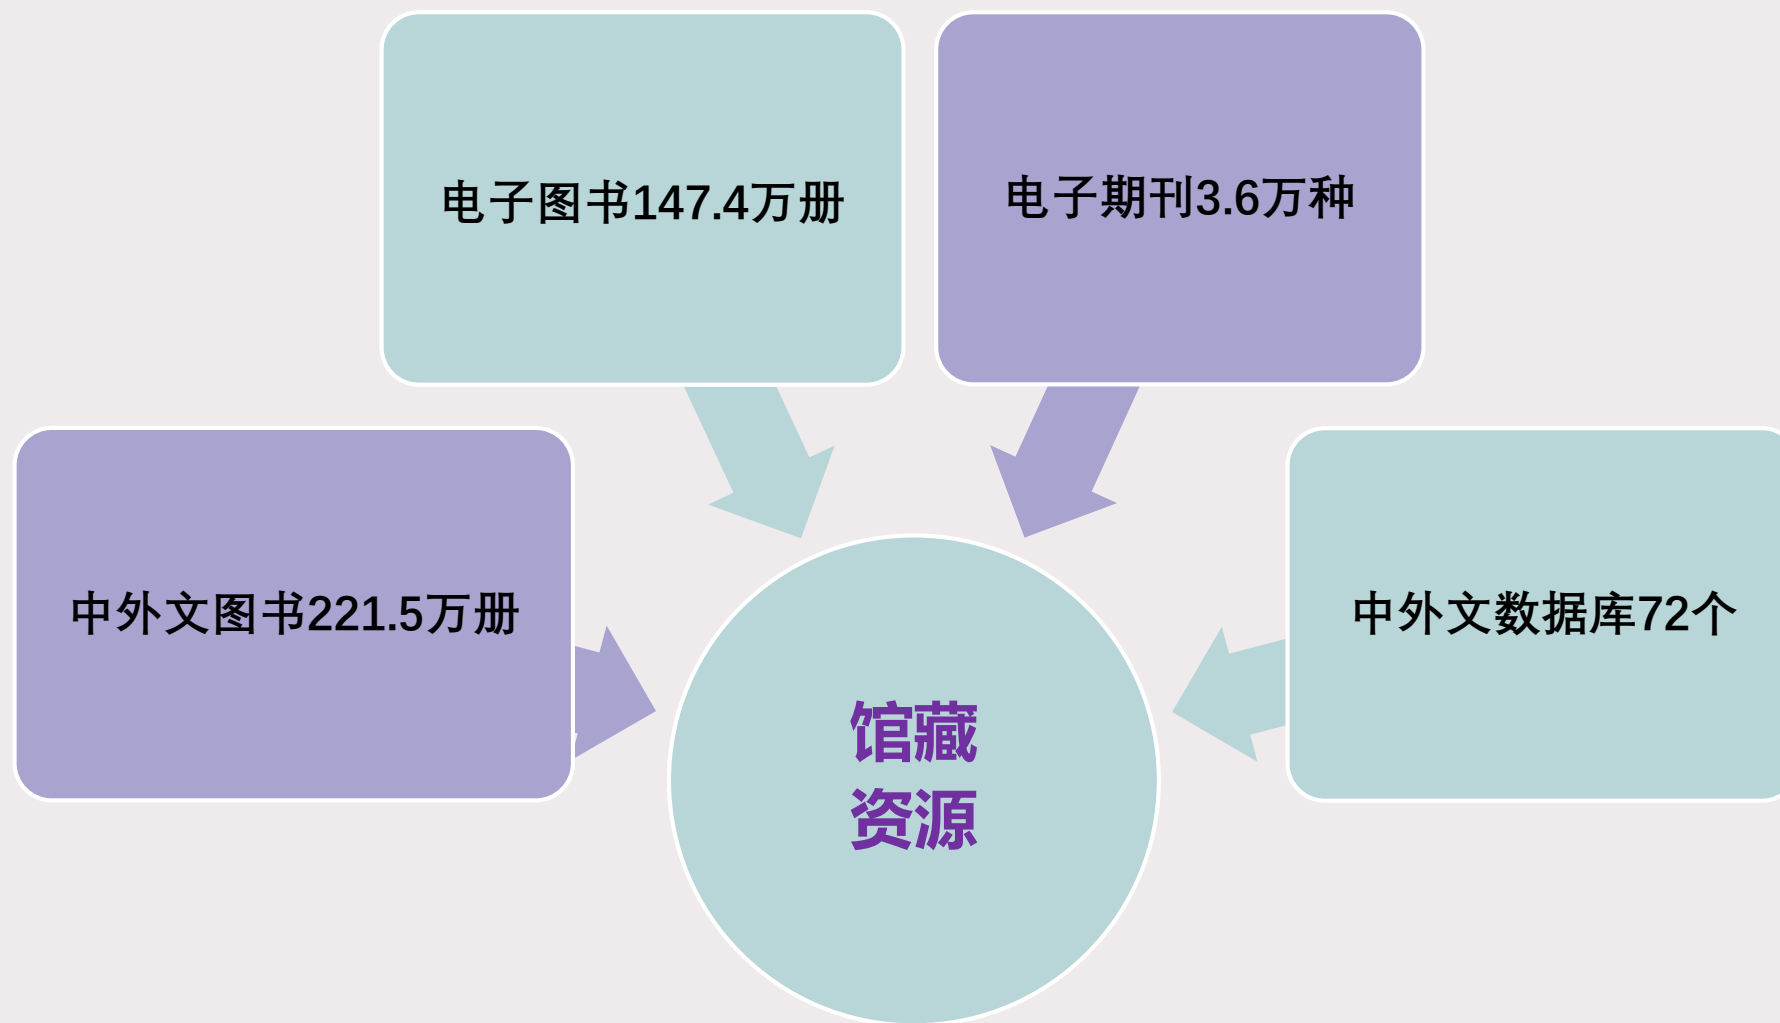 电子图书147.4万册
电子期刊3.6万种
中外文图书221.5万册
中外文数据库72个
馆藏
资源